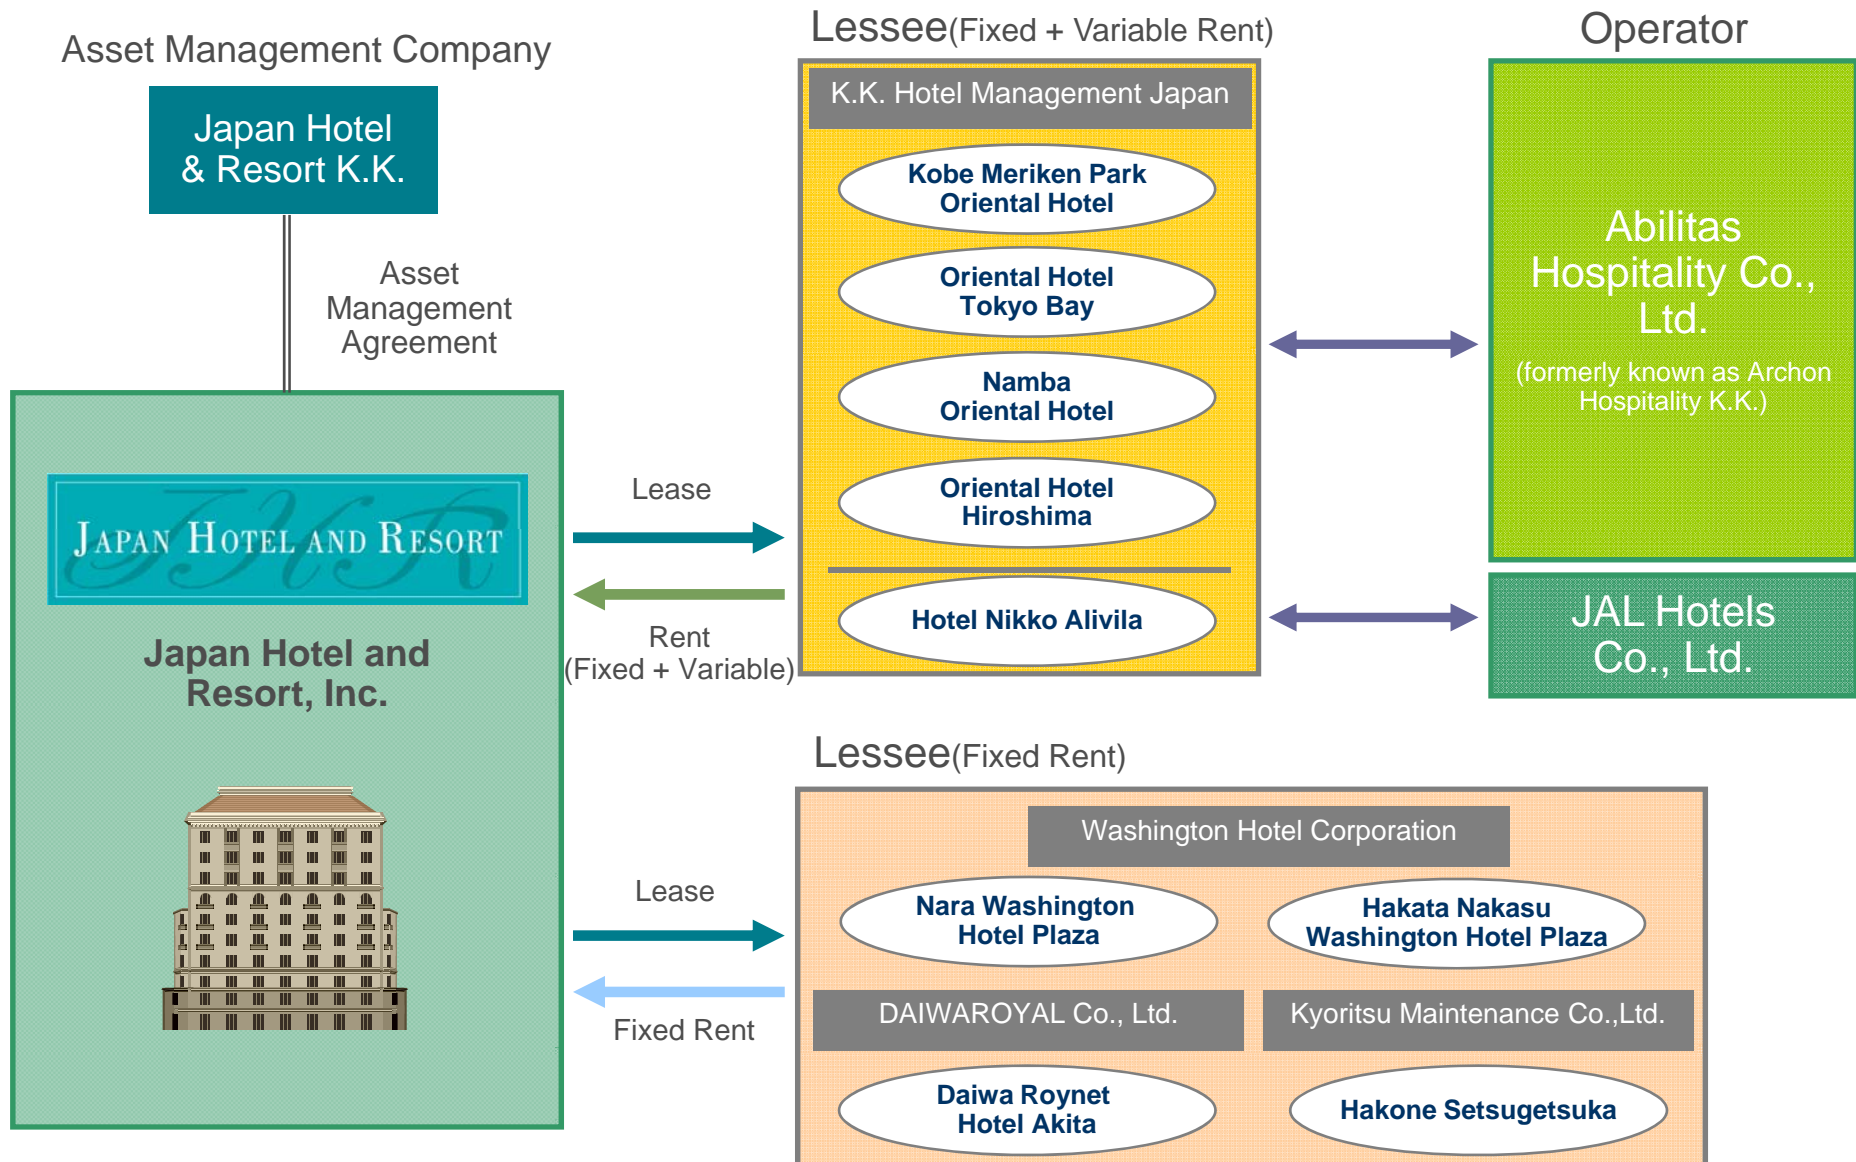 Asset Management Company
Japan Hotel
& Resort K.K.
Asset
Management
Agreement
JAPAN HOTEL AND RESORT
Japan Hotel and
Resort, Inc.
Lease
Rent
(Fixed + Variable)
Lease
Fixed Rent
Lessee(Fixed + Variable Rent)
K.K. Hotel Management Japan
Kobe Meriken Park
Oriental Hotel
Oriental Hotel
Tokyo Bay
Namba
Oriental Hotel
Oriental Hotel
Hiroshima
Hotel Nikko Alivila
Operator
Abilitas
Hospitality Co.,
Ltd.
(formerly known as Archon
Hospitality K.K.)
JAL Hotels
Co., Ltd.
Lessee(Fixed Rent)
Washington Hotel Corporation
Nara Washington
Hotel Plaza
Hakata Nakasu
Washington Hotel Plaza
DAIWAROYAL Co., Ltd.
Kyoritsu Maintenance Co.,Ltd.
Daiwa Roynet
Hotel Akita
Hakone Setsugetsuka